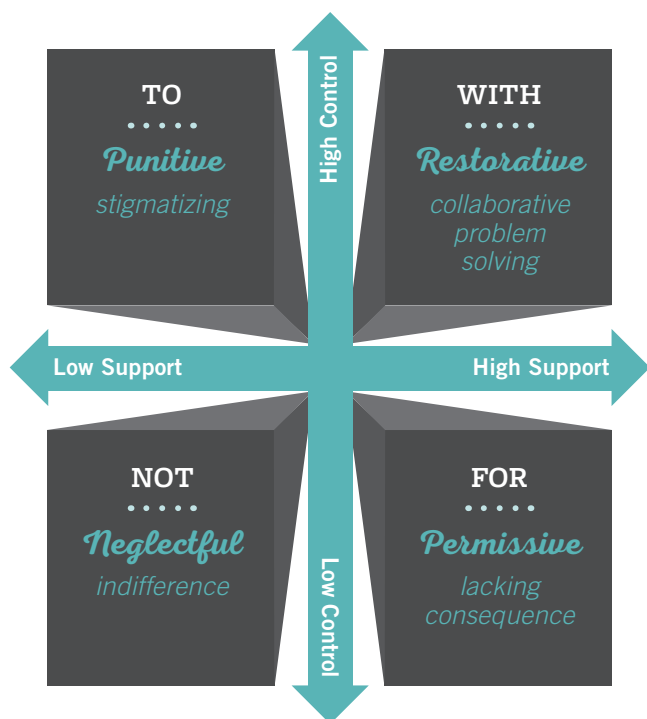 High Control
TO
Punitive
stigmatizing
WITH
Restorative
collaborative
problem
solving
Low Support
High Support
NOT
Neglectful
indifference
FOR
Permissive
lacking
consequence
Low Control